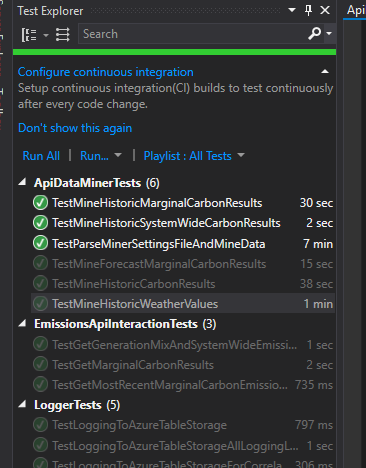 Test Explorer
Api
Search
Configure continuous integration
Setup continuous integration(CI) builds to test continuously
after every code change.
Don't show this again
Run All | Run... | Playlist : All Tests
ApiDataMinerTests (6)
TestMineHistoricMarginalCarbonResults 30 sec
TestMineHistoricSystemWideCarbonResults 2 sec
TestParseMinerSettingsFileAndMineData 7 min
TestMineForecastMarginalCarbonResults 15 sec
TestMineHistoricCarbonResults 38 sec
TestMineHistoricWeatherValues 1 min
EmissionsApiInteractionTests (3)
TestGetGenerationMixAndSystemWideEmissi... 1 sec
TestGetMarginalCarbonResults 2 sec
TestGetMostRecentMarginalCarbonEmissio... 735 ms
LoggerTests (5)
TestLoggingToAzureTableStorage 797 ms
TestLoggingToAzureTableStorageAllLoggingL... 1 sec
TestLoggingToAzureTableStorageForCorrela... 306 ms